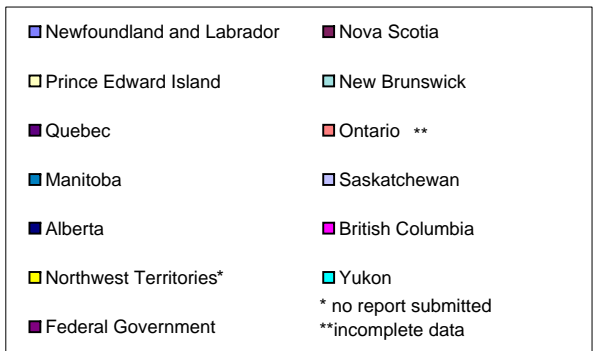 Newfoundland and Labrador Nova Scotia
Prince Edward Island New Brunswick
Quebec Ontario **
Manitoba Saskatchewan
Alberta British Columbia
Northwest Territories* Yukon
* no report submitted
Federal Government **incomplete data